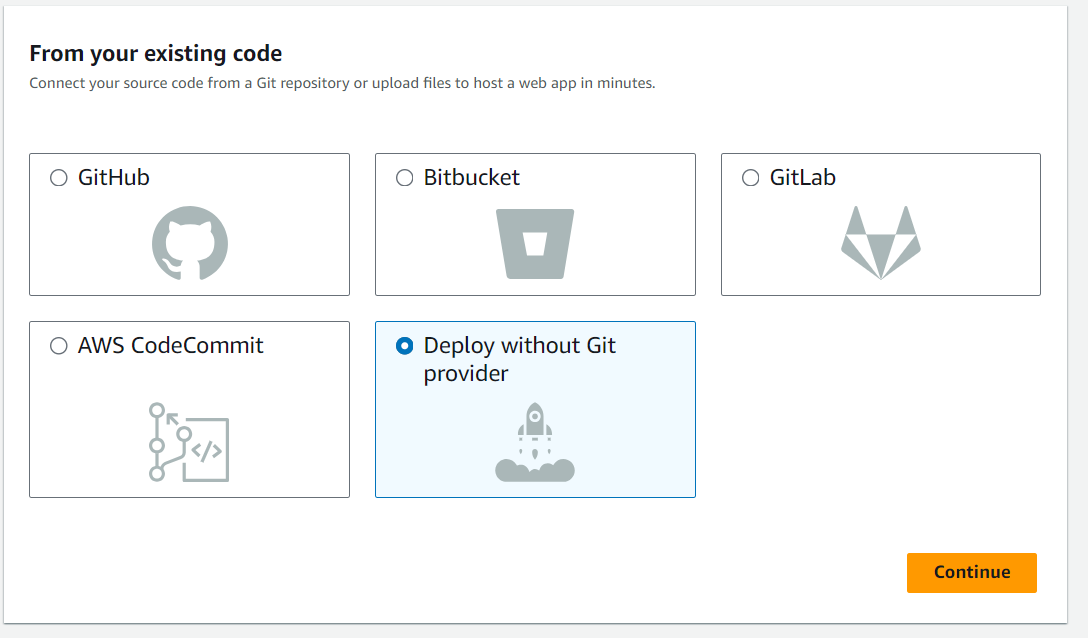 From your existing code
Connect your source code from a Git repository or upload files to host a web app in minutes.
GitHub
Bitbucket
GitLab
AWS CodeCommit
Deploy without Git
provider
</>
Continue